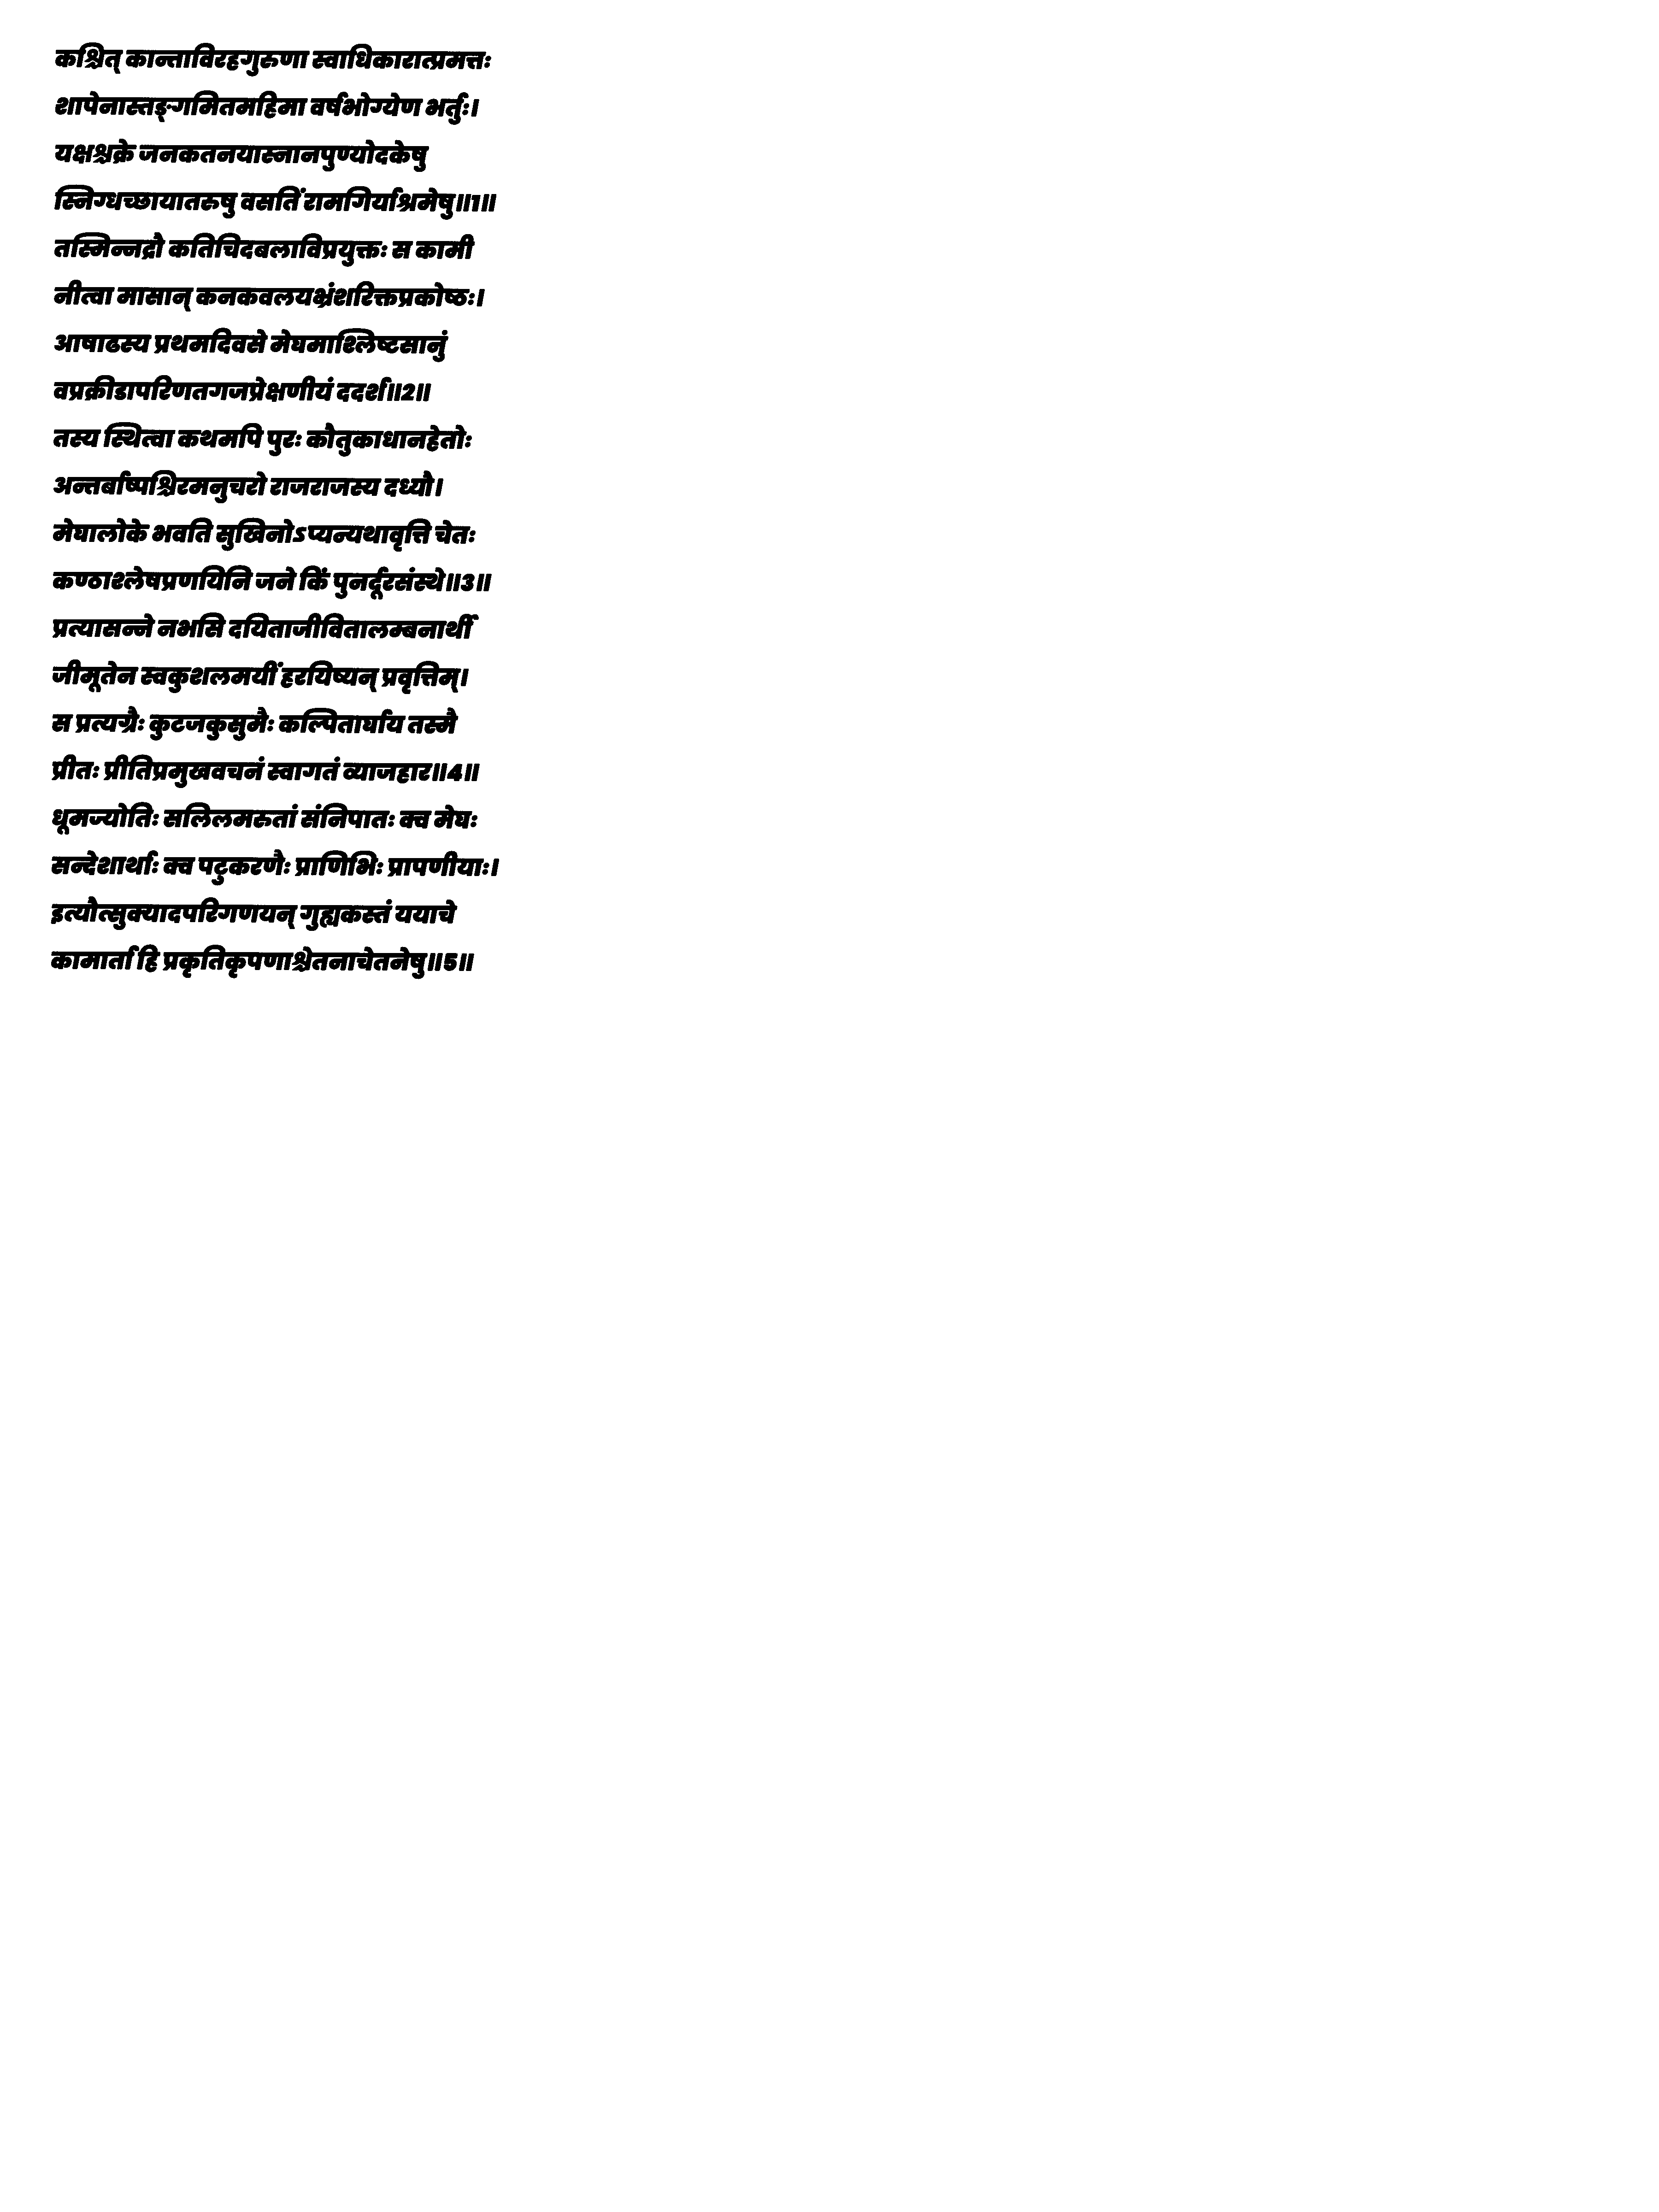 कश्चित् कान्ताविरहगुरुणा स्वाधिकारात्प्रमत्तः
शापेनास्तङ्गमितमहिमा वर्षभोग्येण भर्तुः।
यक्षश्चक्रे जनकतनयास्नानपुण्योदकेषु
स्निग्धच्छायातरुषु वसतिं रामगिर्याश्रमेषु॥1॥
तस्मिन्नद्रौ कतिचिदबलाविप्रयुक्तः स कामी
नीत्वा मासान् कनकवलयभ्रंशरिक्तप्रकोष्ठः।
आषाढस्य प्रथमदिवसे मेघमाश्लिष्टसानुं
वप्रक्रीडापरिणतगजप्रेक्षणीयं ददर्श॥2॥
तस्य स्थित्वा कथमपि पुरः कौतुकाधानहेतोः
अन्तर्बाष्पश्चिरमनुचरो राजराजस्य दध्यौ।
मेघालोके भवति सुखिनोऽप्यन्यथावृत्ति चेतः
कण्ठाश्लेषप्रणयिनि जने किं पुनर्दूरसंस्थे॥3॥
प्रत्यासन्ने नभसि दयिताजीवितालम्बनार्थी
जीमूतेन स्वकुशलमयीं हरयिष्यन् प्रवृत्तिम्।
स प्रत्यग्रैः कुटजकुसुमैः कल्पितार्घाय तस्मै
प्रीतः प्रीतिप्रमुखवचनं स्वागतं व्याजहार॥4॥
धूमज्योतिः सलिलमरुतां संनिपातः क्व मेघः
सन्देशार्थाः क्व पटुकरणैः प्राणिभिः प्रापणीयाः।
इत्यौत्सुक्यादपरिगणयन् गुह्यकस्तं ययाचे
कामार्ता हि प्रकृतिकृपणाश्चेतनाचेतनेषु॥5॥